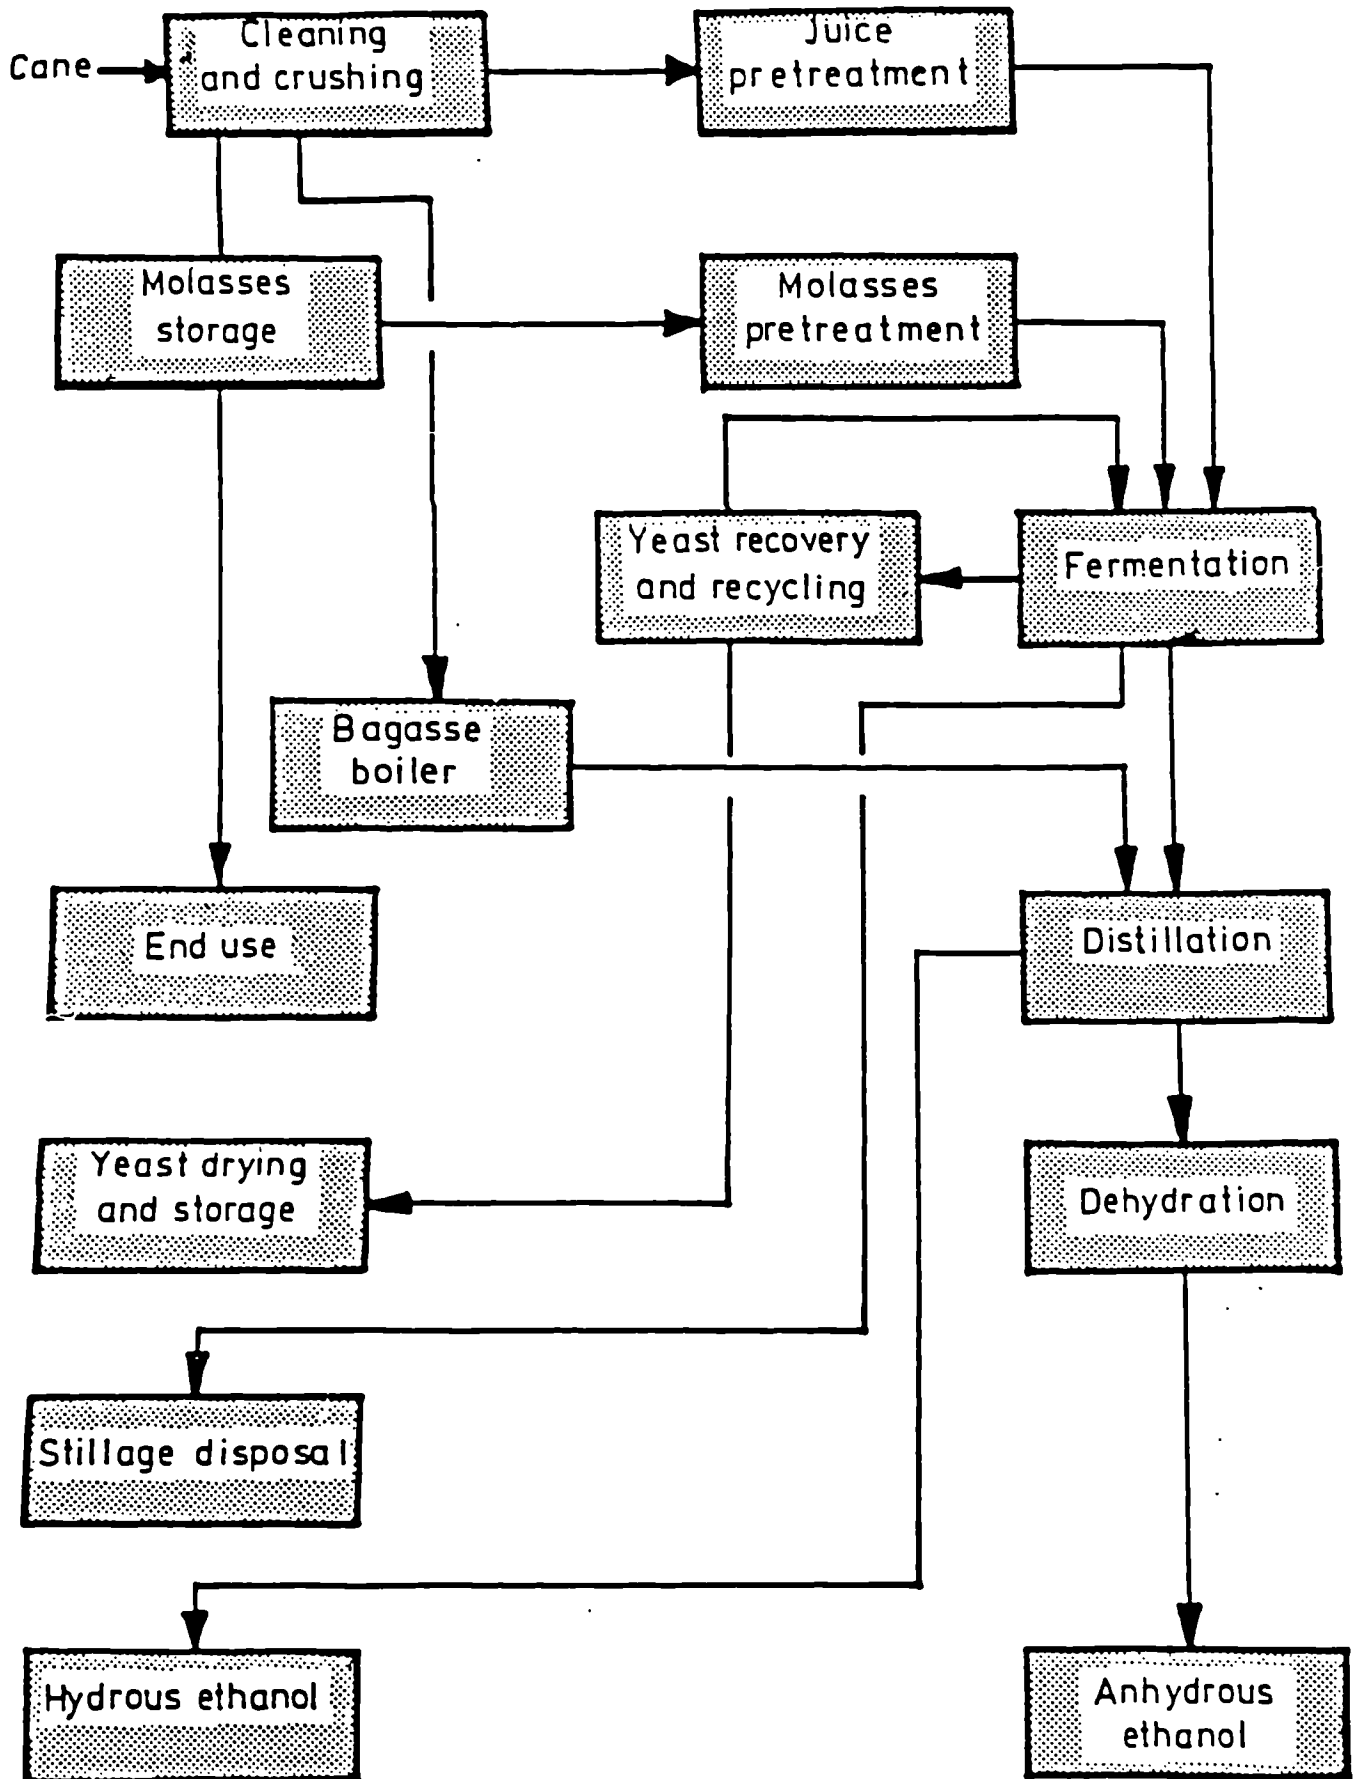 Cane
Cleaning
and crushing
Juice
pretreatment
Molasses
storage
Molasses
pretreatment
Yeast recovery
and recycling
Fermentation
Bagasse
boiler
End use
Distillation
Yeast drying
and storage
Dehydration
Stillage disposal
Hydrous ethanol
Anhydrous
ethanol